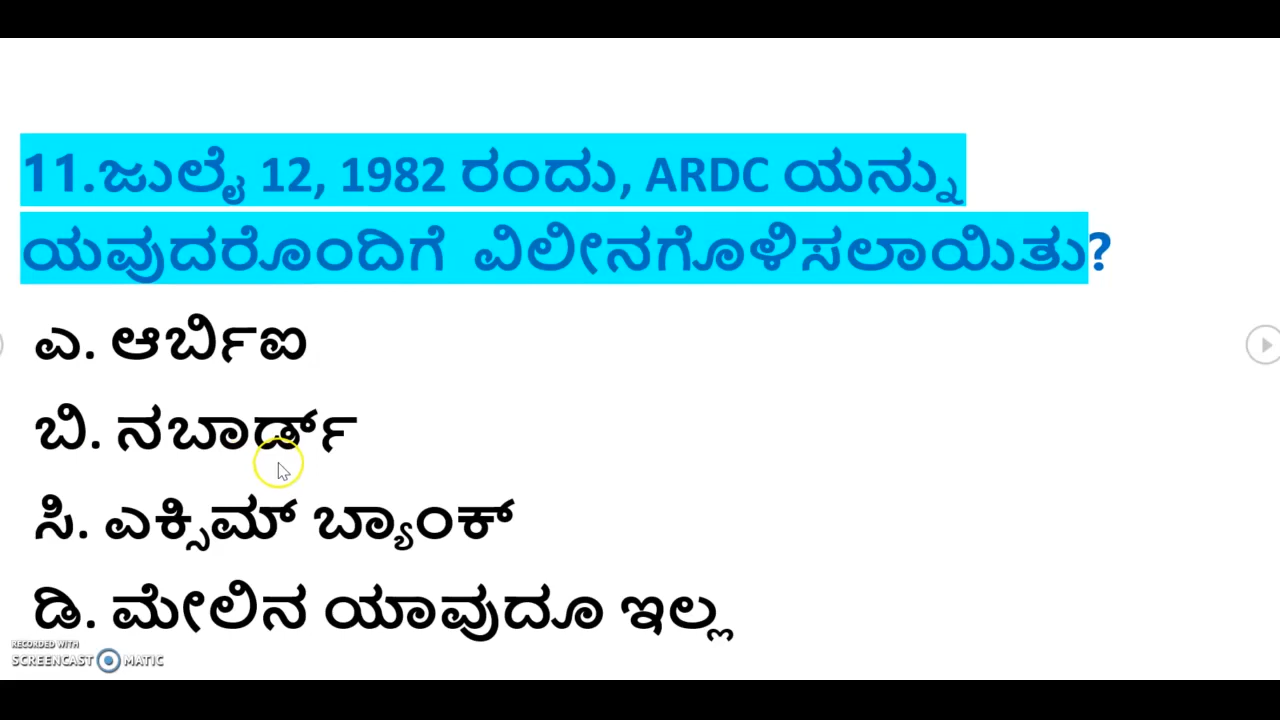 11.ಜುಲೈ 12, 1982 ರಂದು, ARDC ಯನ್ನು
ಯವುದರೊಂದಿಗೆ ವಿಲೀನಗೊಳಿಸಲಾಯಿತು?
ಎ. ಆರ್ಬಿಐ
ಬಿ. ನಬಾರ್ಡ್
ಸಿ. ಎಕ್ಸಿಮ್ ಬ್ಯಾಂಕ್
ಡಿ. ಮೇಲಿನ ಯಾವುದೂ ಇಲ್ಲ
RECORDED WITH
SCREENCAST MATIC